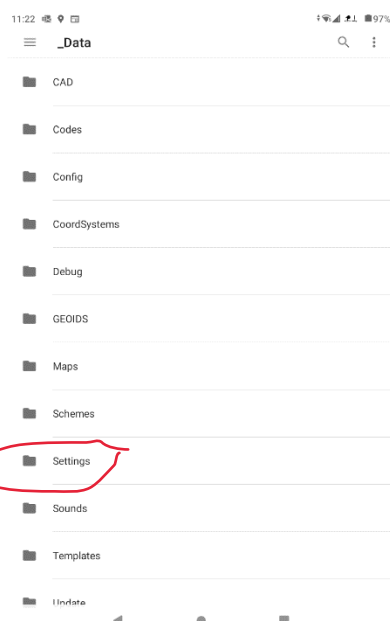 11:22 97%
_Data
CAD
Codes
Config
CoordSystems
Debug
GEOIDS
Maps
Schemes
Settings
Sounds
Templates
Update